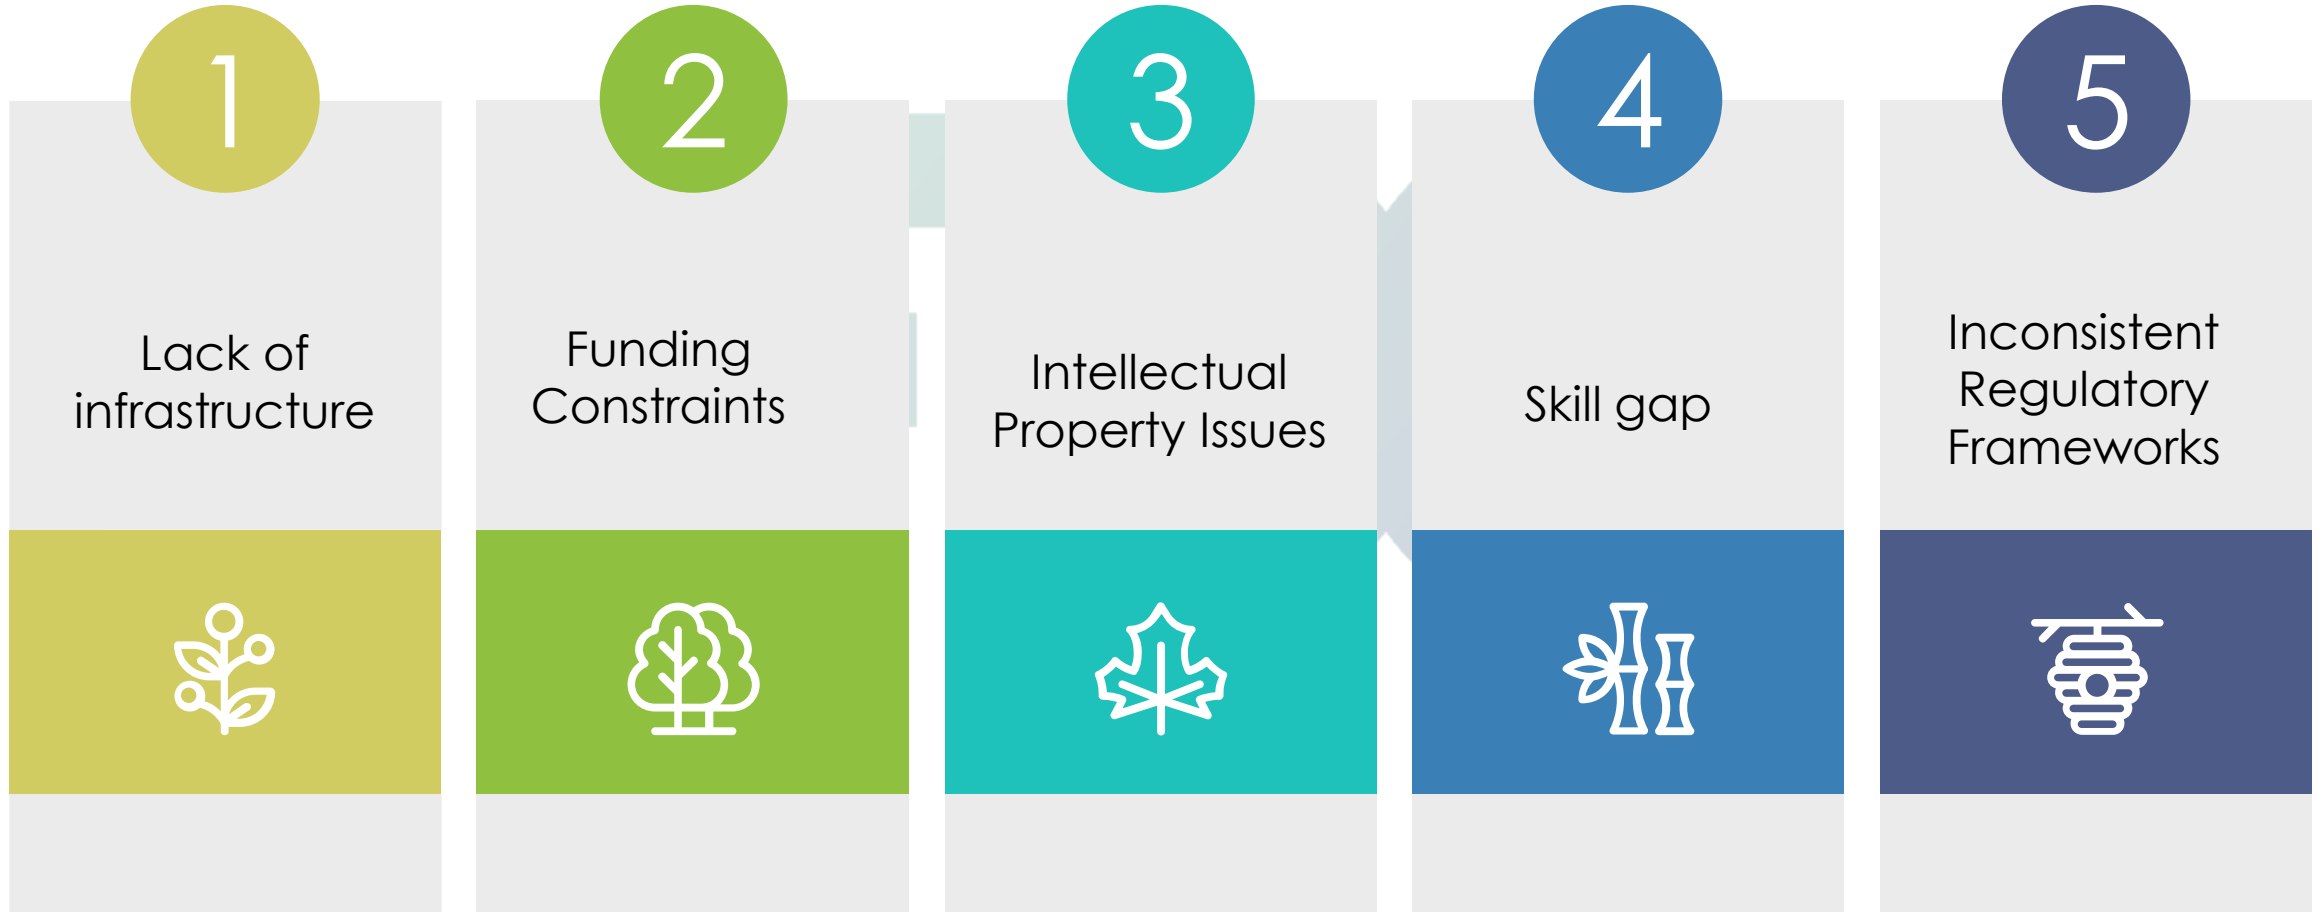 1
Lack of
infrastructure
2
Funding
Constraints
3
Intellectual
Property Issues
4
Skill gap
5
Inconsistent
Regulatory
Frameworks